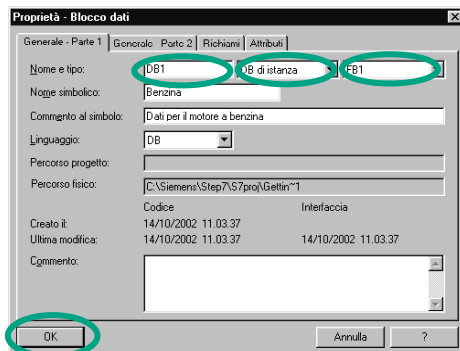 Proprietà - Blocco dati
Generale - Parte 1 Generale Parte 2 Richiami Attributi
Nome e tipo: DB1 DB di istanza FB1
Nome simbolico: Benzina
Commento al simbolo: Dati per il motore a benzina
Linguaggio: DB
Percorso progetto:
Percorso fisico: C:\Siemens\Step7\S7proj\Gettin~1
Codice Interfaccia
Creato il: 14/10/2002 11.03.37
Ultima modifica: 14/10/2002 11.03.37 14/10/2002 11.03.37
Commento:
OK Annulla ?